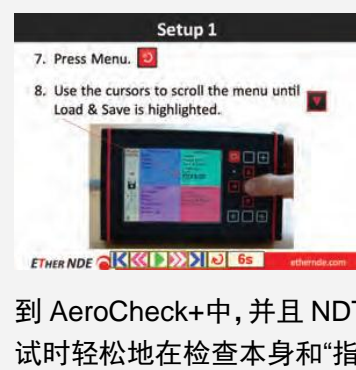 Setup 1
7. Press Menu.
8. Use the cursors to scroll the menu until
Load & Save is highlighted.
ETHER NDE
6s
ethernde.com
到 AeroCheck+中, 并且 NDT
试时轻松地在检查本身和“指